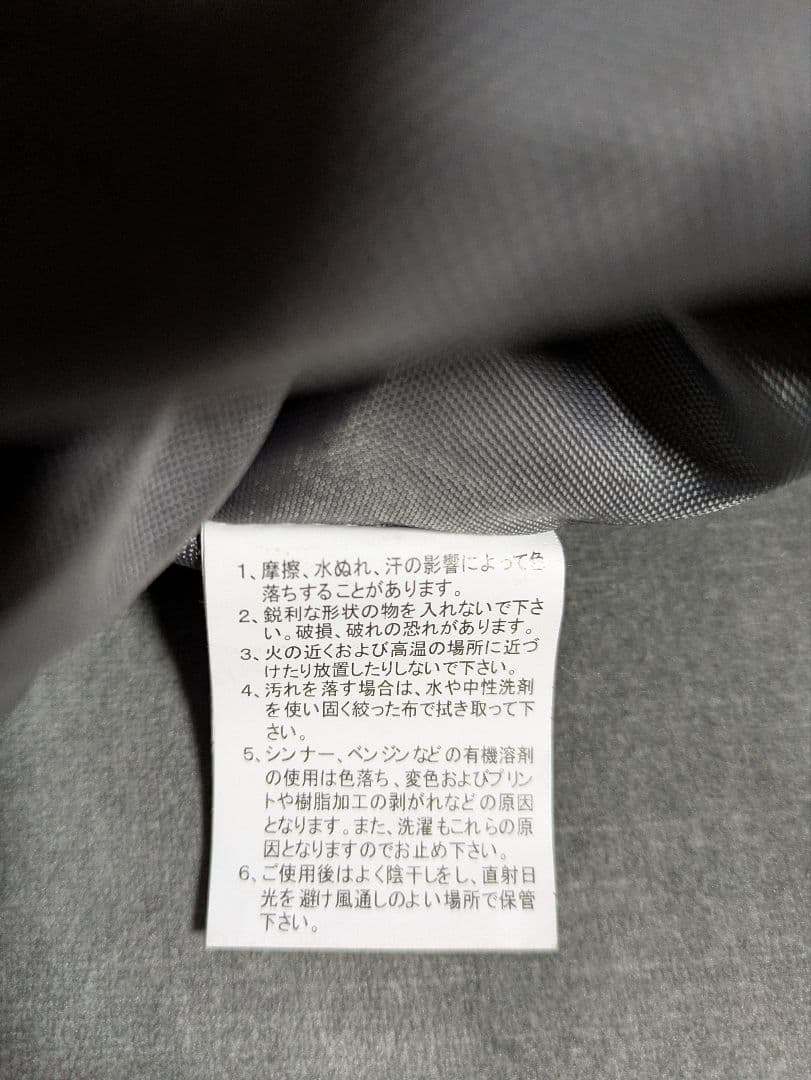 1、摩擦、水ぬれ、汗の影響によって色
落ちすることがあります。
2、鋭利な形状の物を入れないで下さ
い。破損、破れの恐れがあります。
3、火の近くおよび高温の場所に近づ
けたり放置したりしないで下さい。
4、汚れを落す場合は、水や中性洗剤
を使い固く絞った布で拭き取って下
さい。
5、シンナー、ベンジンなどの有機溶剤
の使用は色落ち、変色およびプリン
トや樹脂加工の剥がれなどの原因
となります。また、洗濯もこれらの原
因となりますのでお止め下さい。
6、ご使用後はよく陰干しをし、直射日
光を避け風通しのよい場所で保管
下さい。